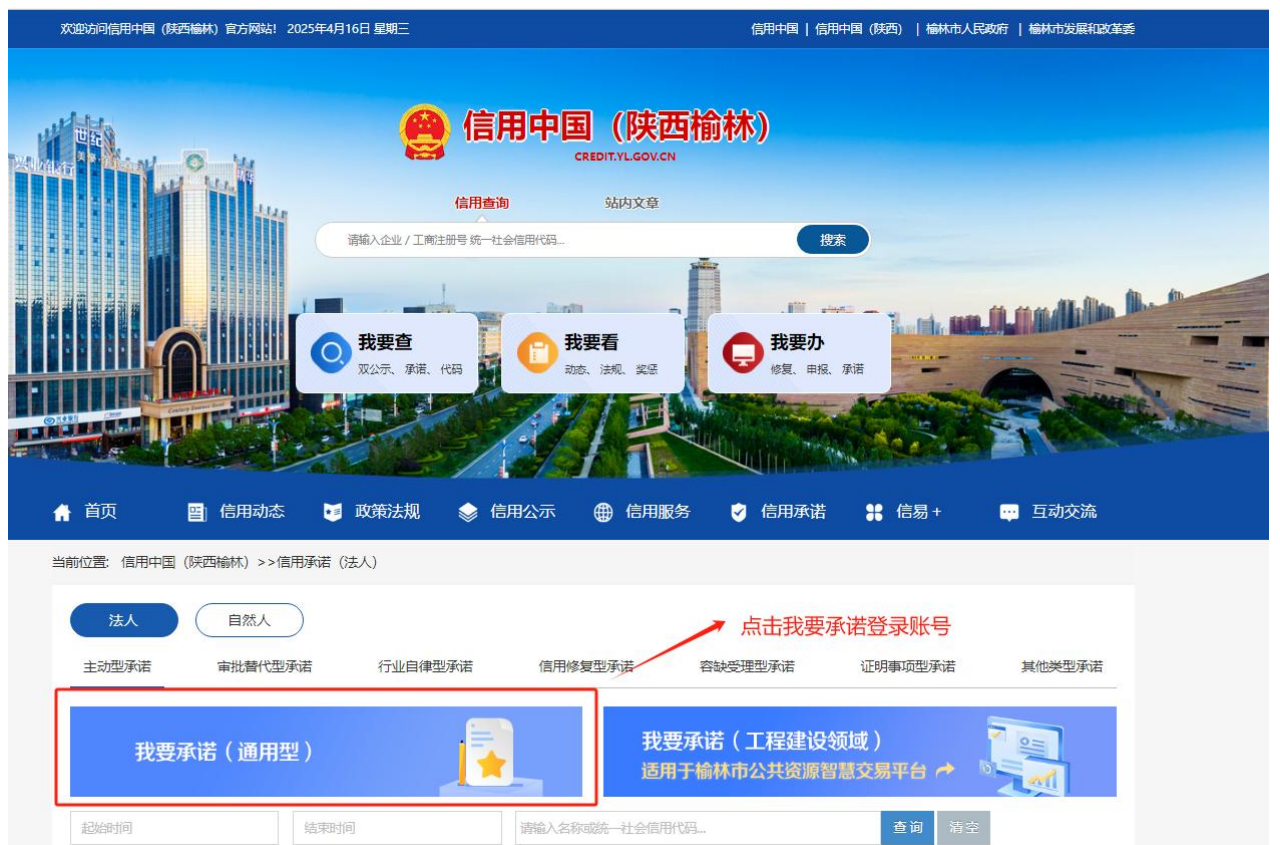 欢迎访问信用中国（陕西榆林）官方网站！ 2025年4月16日 星期三
信用中国 | 信用中国（陕西） | 榆林市人民政府 | 榆林市发展和改革委
信用中国（陕西榆林）
CREDIT.YL.GOV.CN
世纪
信用查询 站内文章
请输入企业 / 工商注册号 统一社会信用代码...
搜索
我要查
双公示、承诺、代码
我要看
动态、法规、奖惩
我要办
修复、申报、承诺
首页 信用动态 政策法规 信用公示 信用服务 信用承诺 信易+ 互动交流
当前位置: 信用中国（陕西榆林）>>信用承诺（法人）
法人 自然人
点击我要承诺登录账号
主动型承诺 审批替代型承诺 行业自律型承诺 信用修复型承诺 容缺受理型承诺 证明事项型承诺 其他类型承诺
我要承诺（通用型）
我要承诺（工程建设领域）
适用于榆林市公共资源智慧交易平台
起始时间 结束时间 请输入名称或统一社会信用代码... 查询 清空